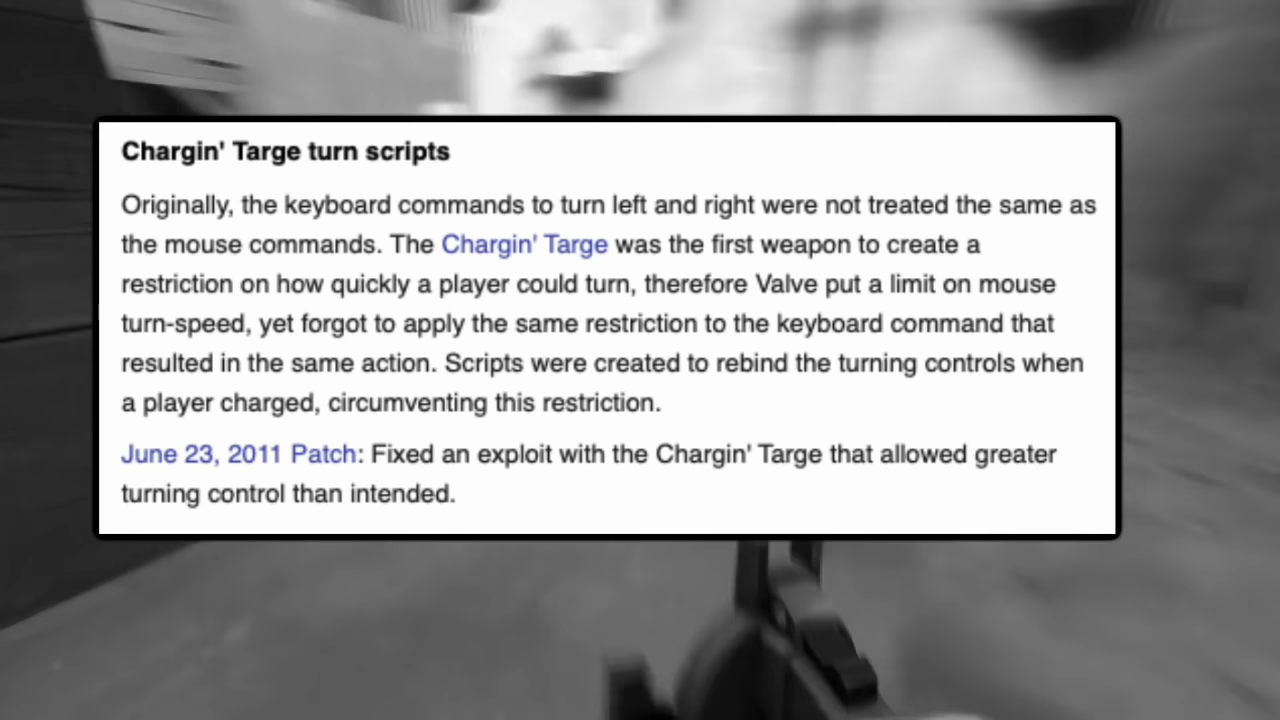 Chargin' Targe turn scripts
Originally, the keyboard commands to turn left and right were not treated the same as
the mouse commands. The Chargin' Targe was the first weapon to create a
restriction on how quickly a player could turn, therefore Valve put a limit on mouse
turn-speed, yet forgot to apply the same restriction to the keyboard command that
resulted in the same action. Scripts were created to rebind the turning controls when
a player charged, circumventing this restriction.
June 23, 2011 Patch: Fixed an exploit with the Chargin' Targe that allowed greater
turning control than intended.